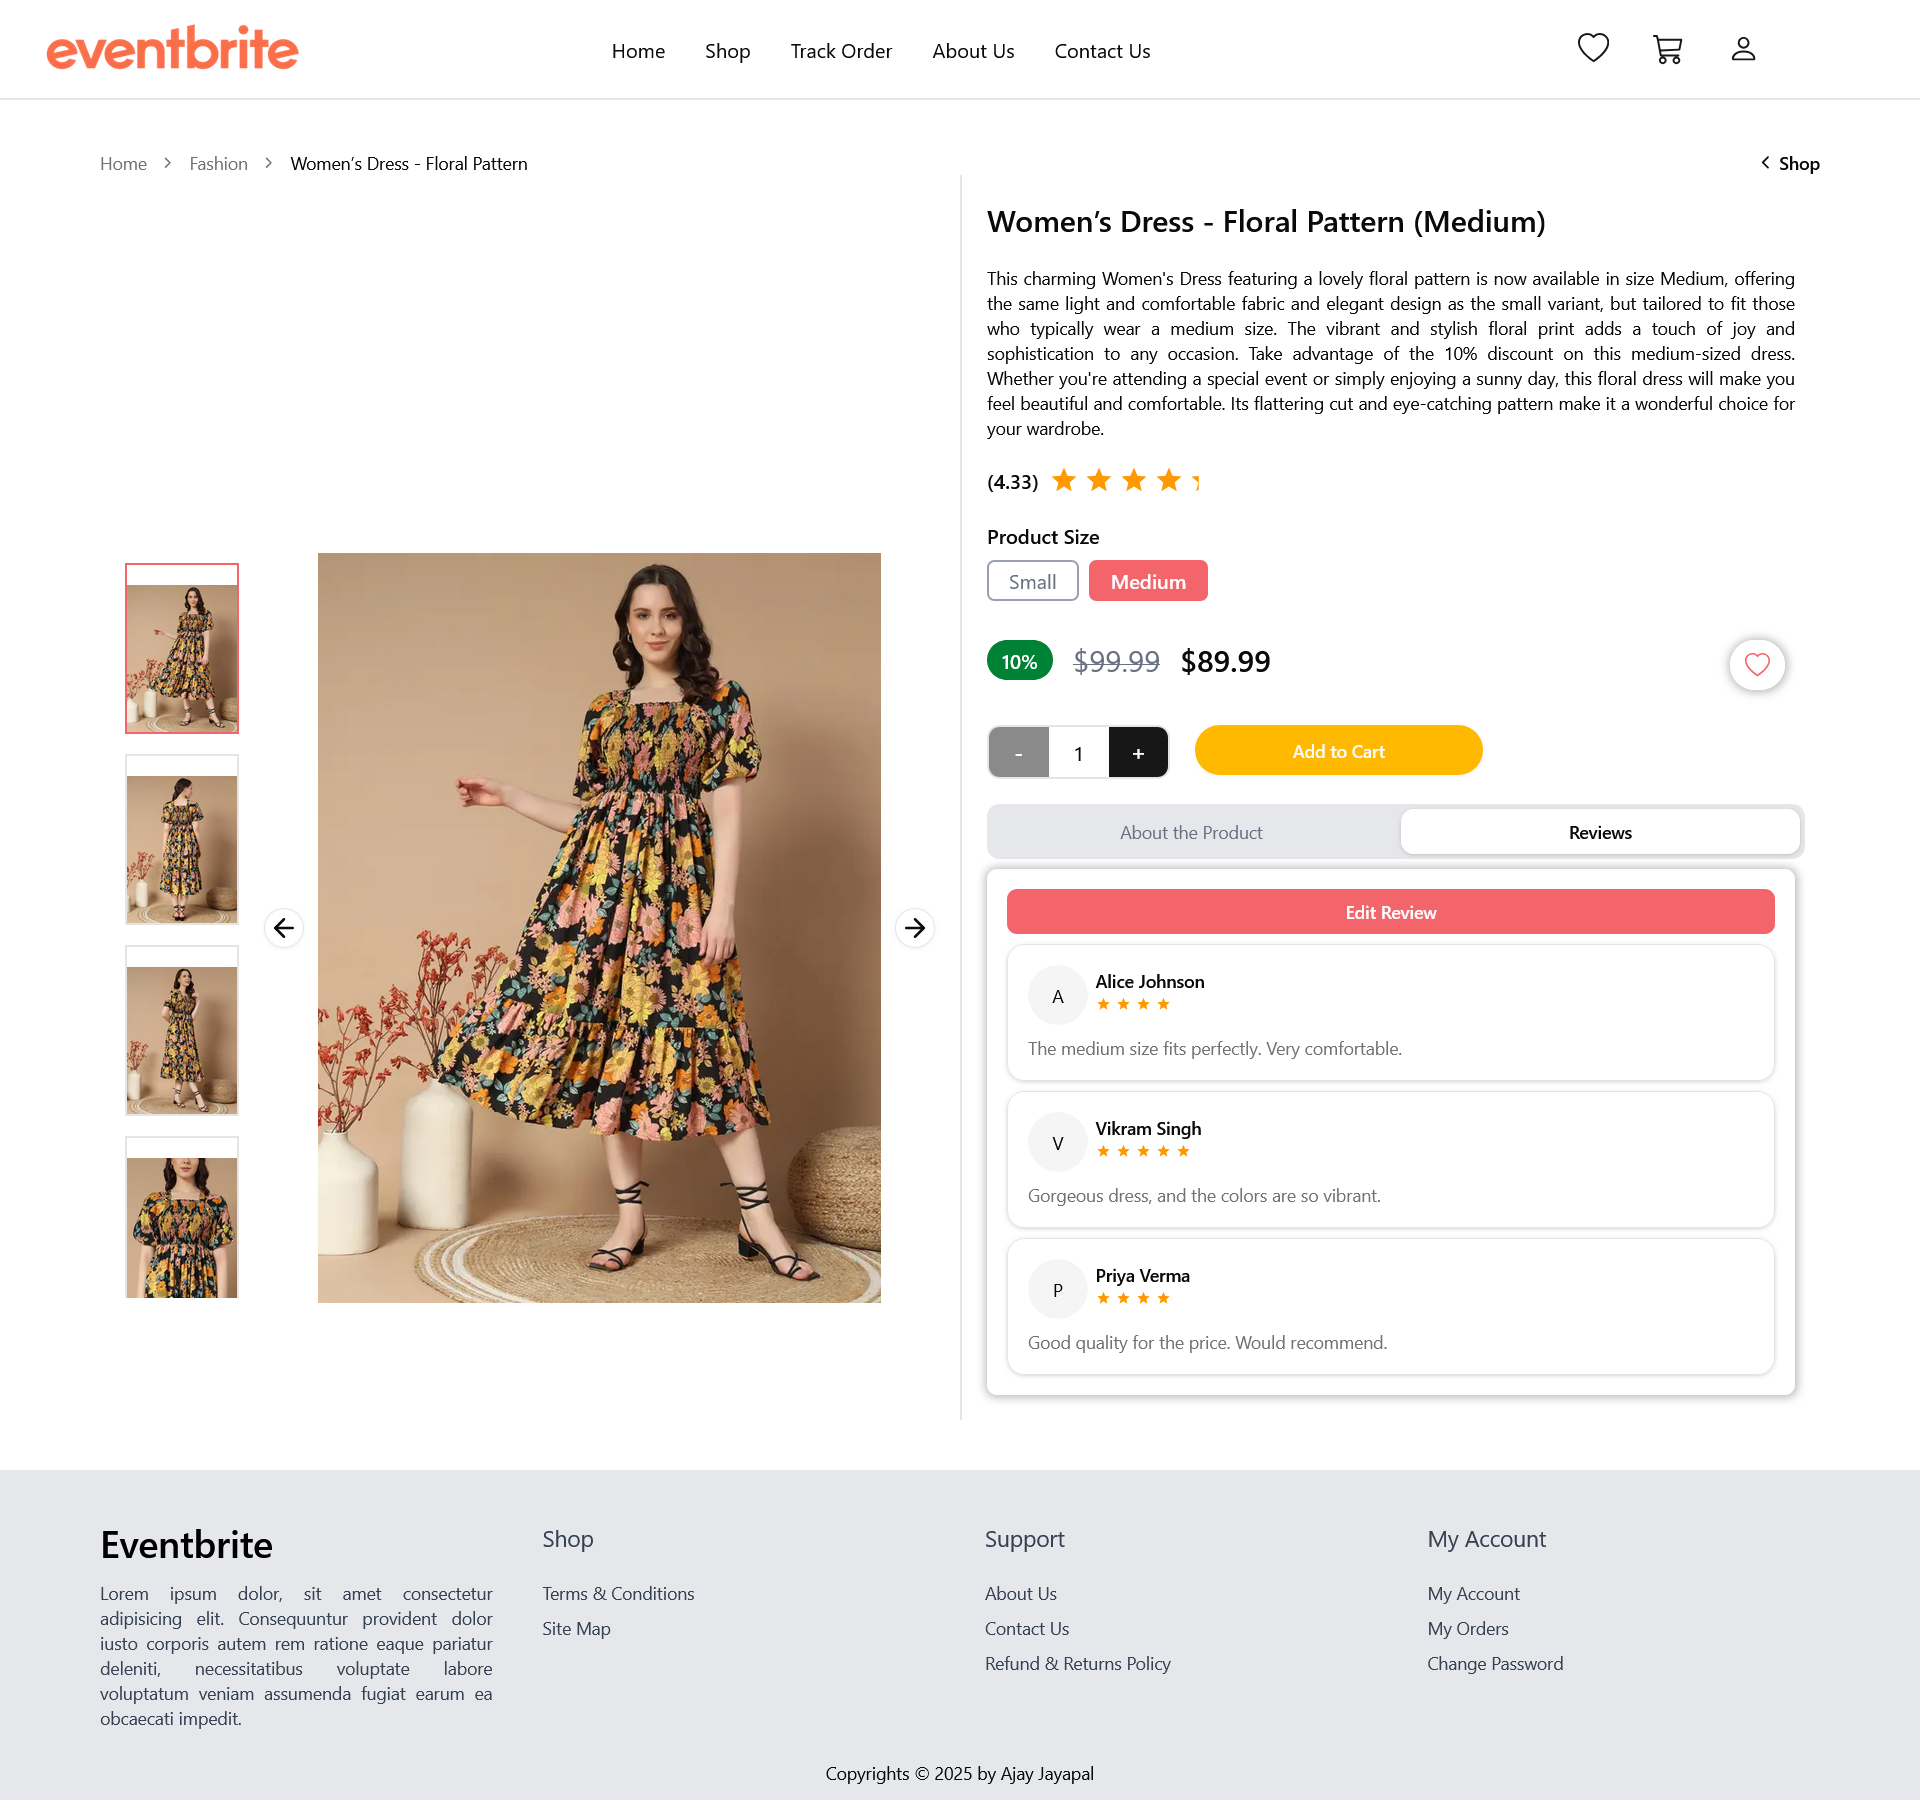 eventbrite
Home
Shop
Track Order
About Us
Contact Us
Home
Fashion
Women’s Dress - Floral Pattern
Shop
Women’s Dress - Floral Pattern (Medium)
This charming Women's Dress featuring a lovely floral pattern is now available in size Medium, offering
the same light and comfortable fabric and elegant design as the small variant, but tailored to fit those
who typically wear a medium size. The vibrant and stylish floral print adds a touch of joy and
sophistication to any occasion. Take advantage of the 10% discount on this medium-sized dress.
Whether you're attending a special event or simply enjoying a sunny day, this floral dress will make you
feel beautiful and comfortable. Its flattering cut and eye-catching pattern make it a wonderful choice for
your wardrobe.
(4.33)
Product Size
Small
Medium
10%
$99.99
$89.99
-
1
+
Add to Cart
About the Product
Reviews
Edit Review
A
Alice Johnson
The medium size fits perfectly. Very comfortable.
V
Vikram Singh
Gorgeous dress, and the colors are so vibrant.
P
Priya Verma
Good quality for the price. Would recommend.
Eventbrite
Lorem ipsum dolor, sit amet consectetur
adipisicing elit. Consequuntur provident dolor
iusto corporis autem rem ratione eaque pariatur
deleniti, necessitatibus voluptate labore
voluptatum veniam assumenda fugiat earum ea
obcaecati impedit.
Shop
Terms & Conditions
Site Map
Support
About Us
Contact Us
Refund & Returns Policy
My Account
My Account
My Orders
Change Password
Copyrights © 2025 by Ajay Jayapal